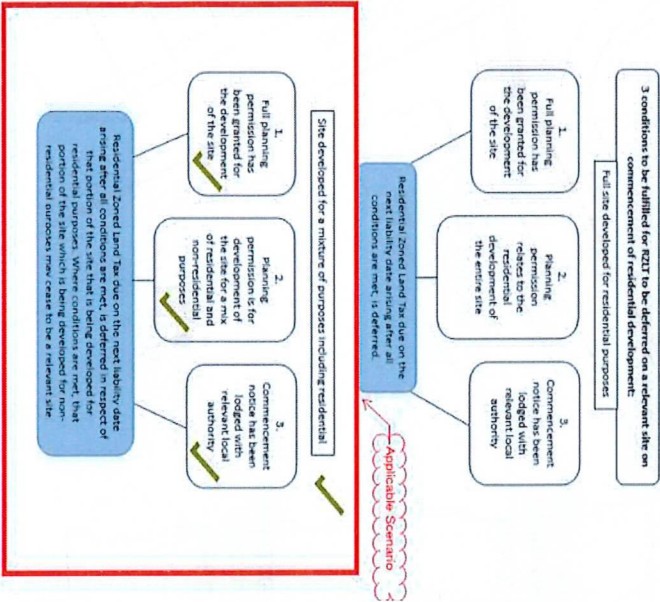 3 conditions to be fulfilled for RZLT to be deferred on a relevant site on
commencement of residential development:
Full site developed for residential purposes
1.
Full planning
permission has
been granted for
the development
of the site
2.
Planning
permission
relates to the
residential
development of
the entire site
3.
Commencement
notice has been
lodged with
relevant local
authority
Residential Zoned Land Tax due on the
next liability date arising after all
conditions are met, is deferred.
Applicable Scenario
Site developed for a mixture of purposes including residential
1.
Full planning
permission has
been granted for
the development
of the site
2.
Planning
permission is for
development of
the site for a mix
of residential and
non-residential
purposes
3.
Commencement
notice has been
lodged with
relevant local
authority
Residential Zoned Land Tax due on the next liability date
arising after all conditions are met, is deferred in respect of
that portion of the site that is being developed for
residential purposes. Where conditions are met, that
portion of the site which is being developed for non-
residential purposes may cease to be a relevant site